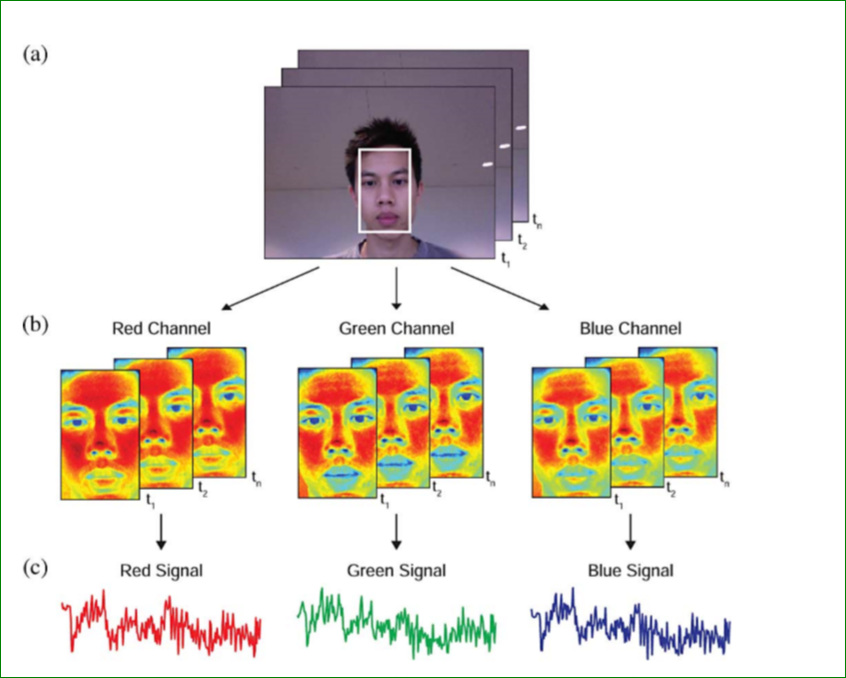 (a)
tn
t2
t1
(b)
Red Channel Green Channel Blue Channel
t1 t2 tn t1 t2 tn t1 t2 tn
(c)
Red Signal Green Signal Blue Signal